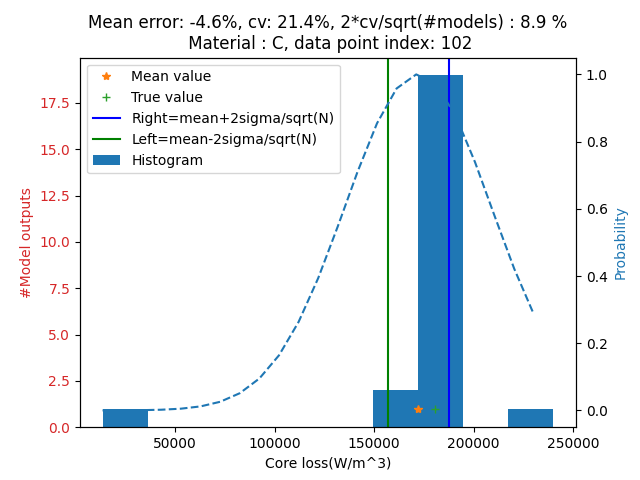 Mean error: -4.6%, cv: 21.4%, 2*cv/sqrt(#models) : 8.9 %
Material : C, data point index: 102
Mean value
True value
Right=mean+2sigma/sqrt(N)
Left=mean-2sigma/sqrt(N)
Histogram
#Model outputs
17.5
15.0
12.5
10.0
7.5
5.0
2.5
0.0
1.0
0.8
0.6
0.4
0.2
0.0
Probability
50000 100000 150000 200000 250000
Core loss(W/m^3)